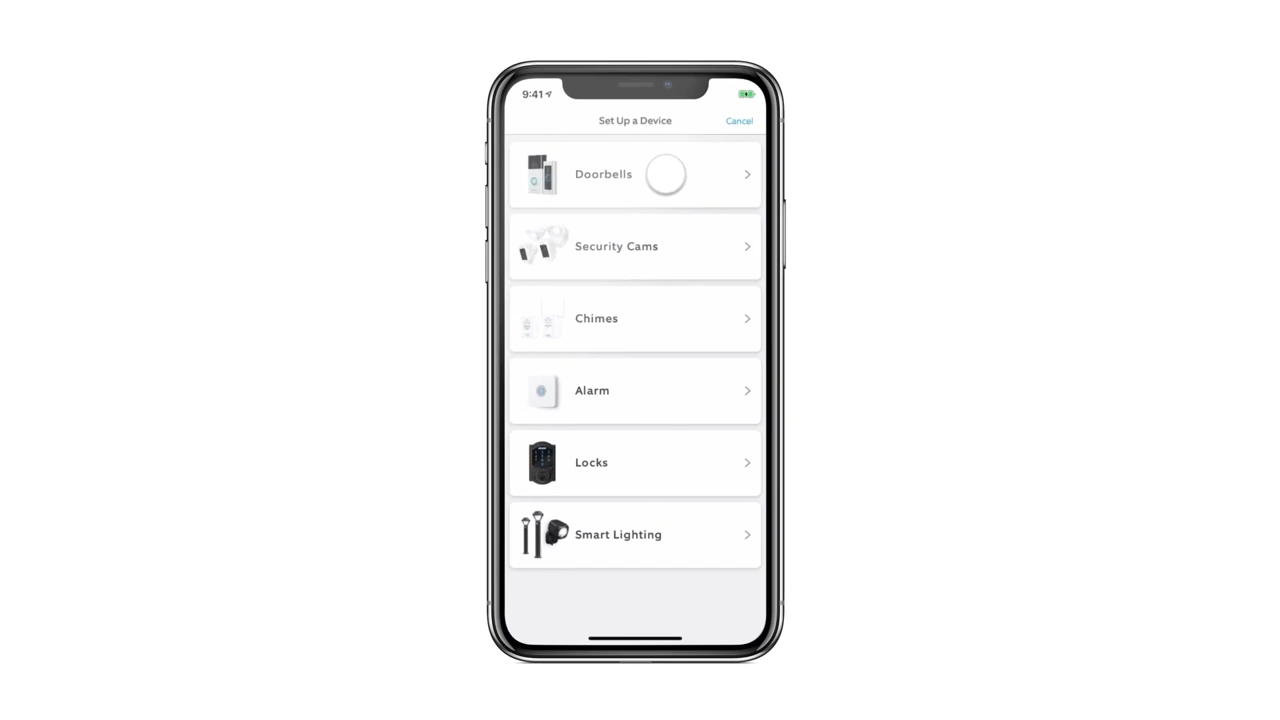 9:41
Set Up a Device
Cancel
Doorbells
Security Cams
Chimes
Alarm
Locks
Smart Lighting